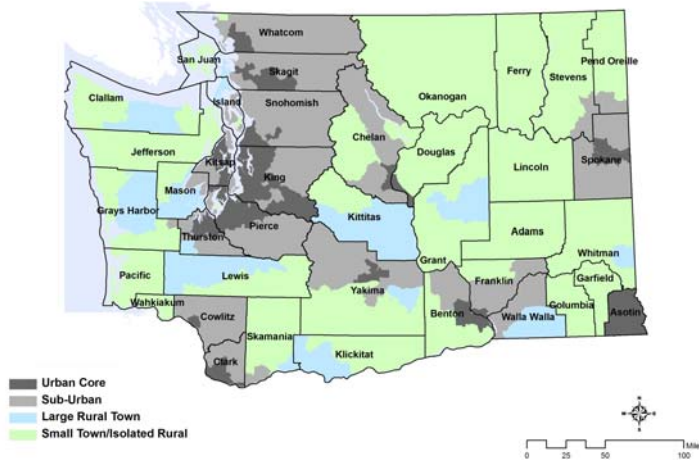 Whatcom
San Juan
Skagit
Pend Oreille
Ferry
Stevens
Okanogan
Island
Clallam
Snohomish
Chelan
Douglas
Jefferson
Kitsap
Spokane
Lincoln
King
Mason
Grays Harbor
Kittitas
Pierce
Thurston
Adams
Whitman
Grant
Pacific
Lewis
Franklin
Garfield
Yakima
Wahkiakum
Columbia
Benton
Walla Walla
Asotin
Cowlitz
Skamania
Klickitat
Clark
Urban Core
Sub-Urban
Large Rural Town
Small Town/Isolated Rural
Miles
0 25 50 100